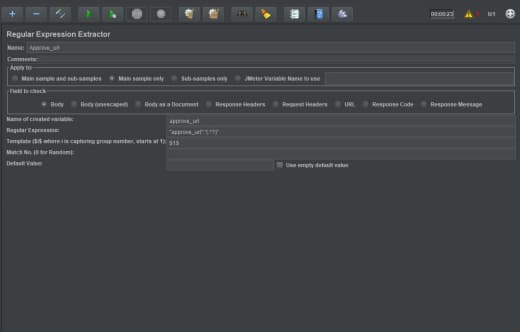 00:00:23
0/1
Regular Expression Extractor
Name: Approve_url
Comments:
Apply to
Main sample and sub-samples Main sample only Sub-samples only JMeter Variable Name to use
Field to check
Body Body (unescaped) Body as a Document Response Headers Request Headers URL Response Code Response Message
Name of created variable: approve_url
Regular Expression:
Template ($i$ where i is capturing group number, starts at 1): $1$
Match No. (0 for Random):
Default Value: Use empty default value